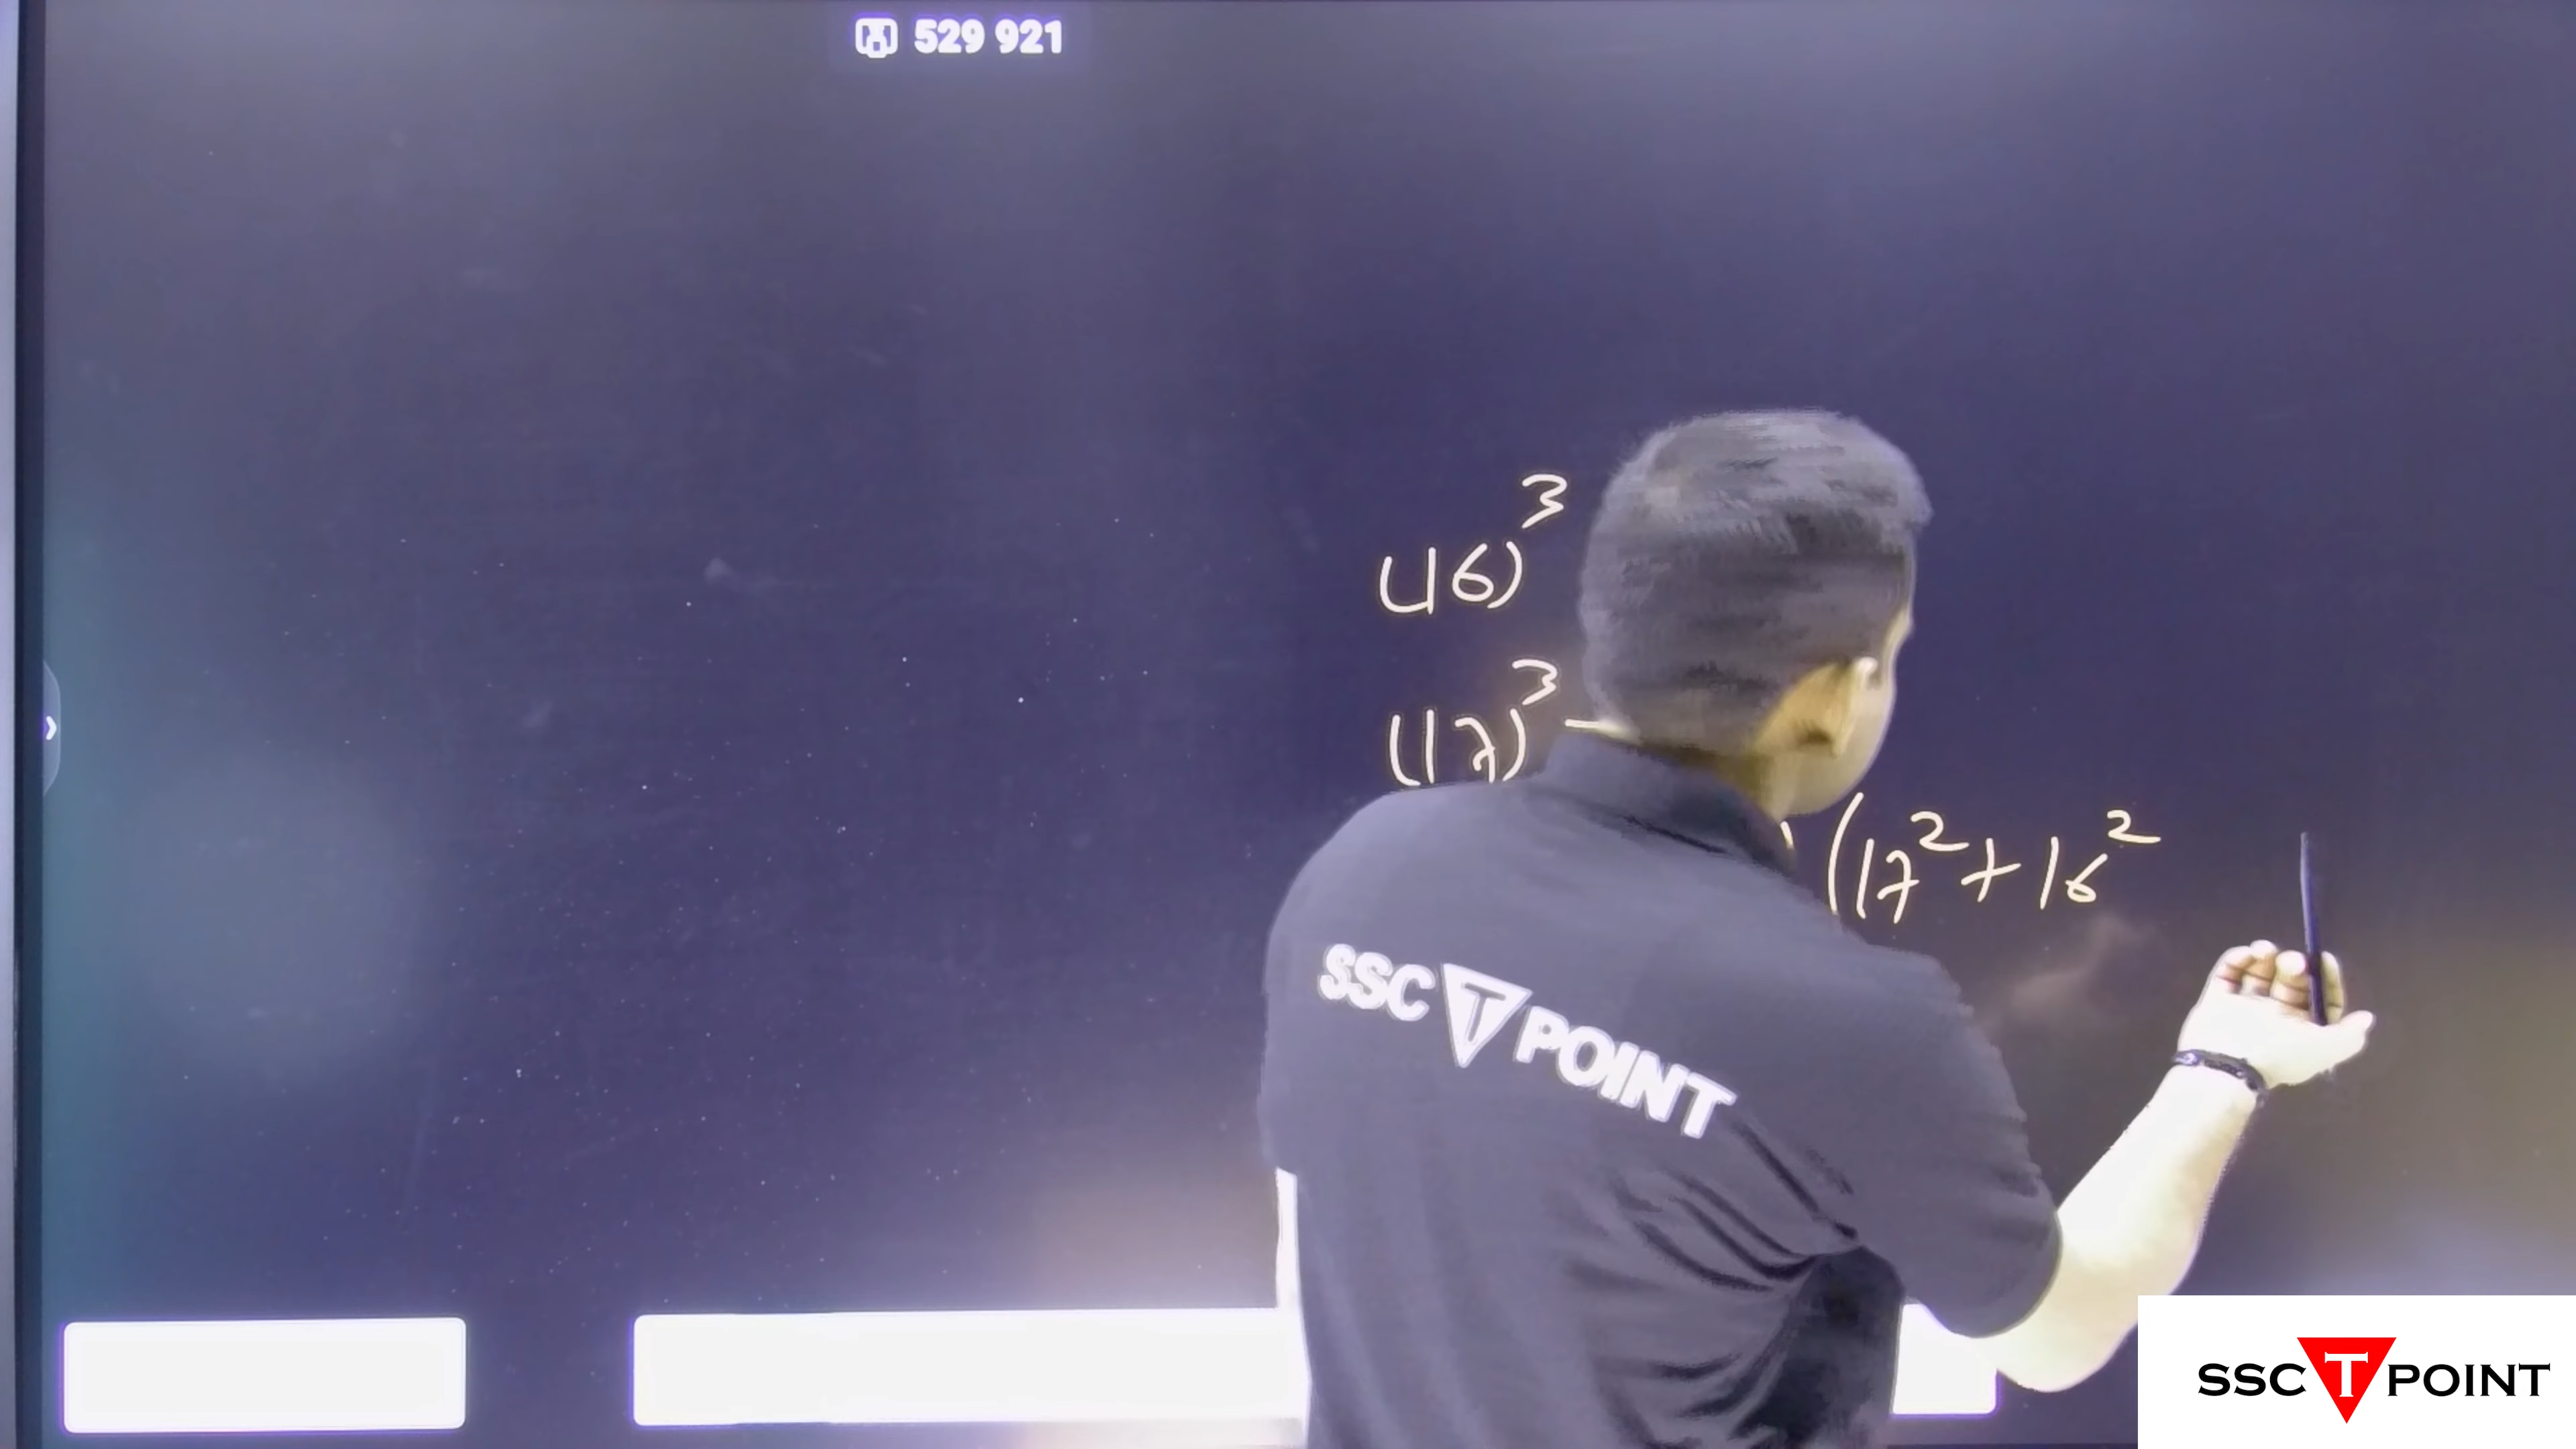 529 921
(16)³
(17)³ -
) (17² + 16²
SSC T POINT
SSC T POINT